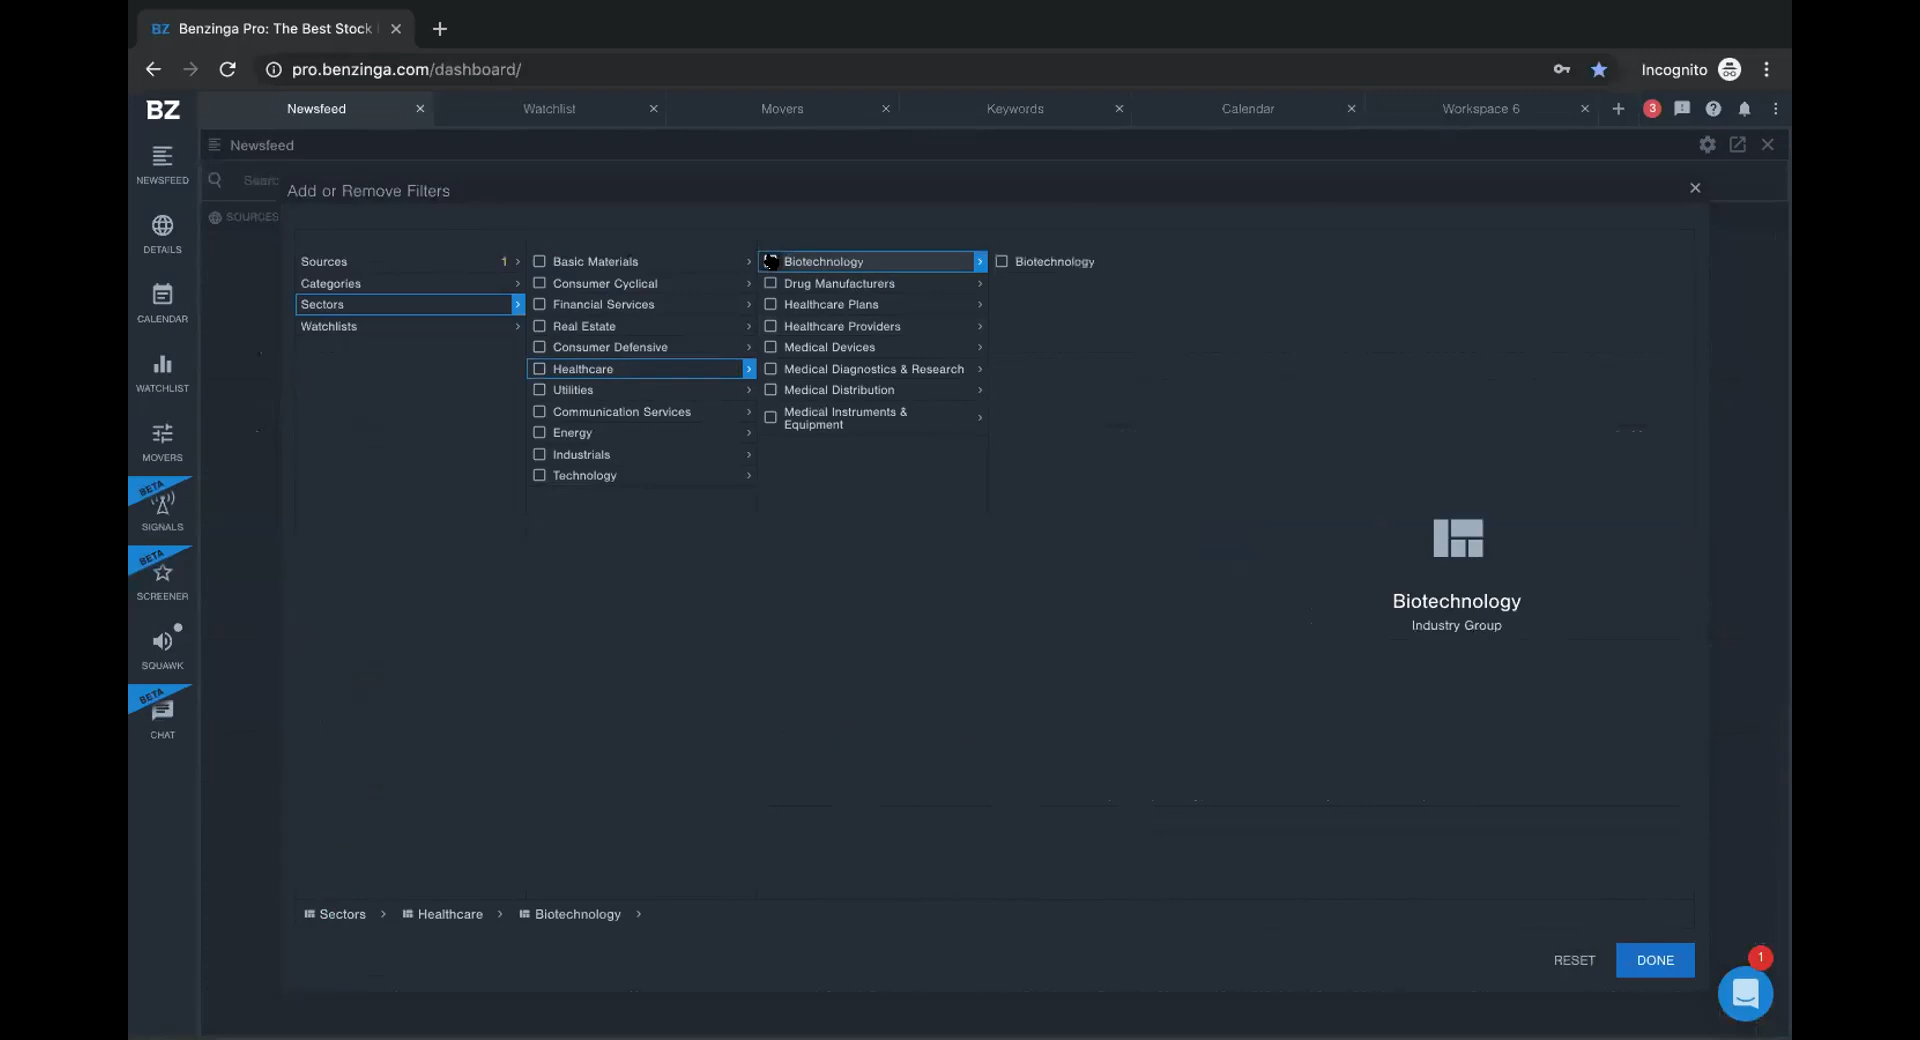 BZ Benzinga Pro: The Best Stock
pro.benzinga.com/dashboard/
Incognito
BZ
Newsfeed
Watchlist
Movers
Keywords
Calendar
Workspace 6
3
Newsfeed
NEWSFEED
DETAILS
CALENDAR
WATCHLIST
MOVERS
BETA
SIGNALS
BETA
SCREENER
SQUAWK
BETA
CHAT
SOURCES
Add or Remove Filters
Sources 1
Categories
Sectors
Watchlists
Basic Materials
Consumer Cyclical
Financial Services
Real Estate
Consumer Defensive
Healthcare
Utilities
Communication Services
Energy
Industrials
Technology
Biotechnology
Drug Manufacturers
Healthcare Plans
Healthcare Providers
Medical Devices
Medical Diagnostics & Research
Medical Distribution
Medical Instruments &
Equipment
Biotechnology
Biotechnology
Industry Group
Sectors > Healthcare > Biotechnology >
RESET
DONE
1